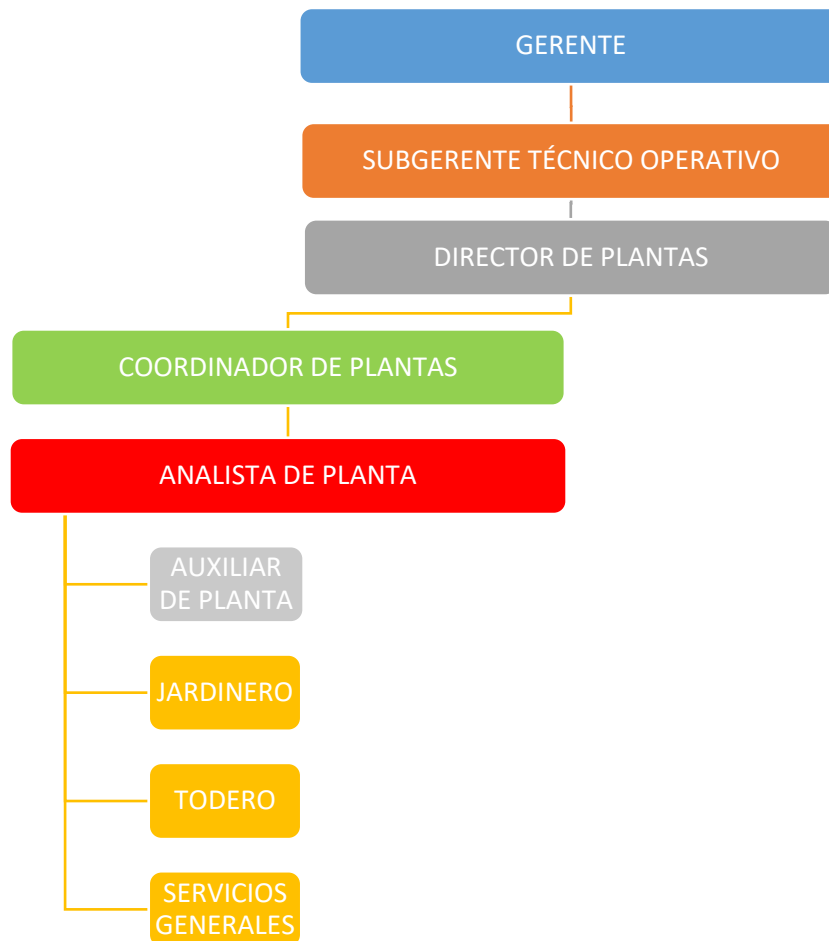 GERENTE
SUBGERENTE TÉCNICO OPERATIVO
DIRECTOR DE PLANTAS
COORDINADOR DE PLANTAS
ANALISTA DE PLANTA
AUXILIAR
DE PLANTA
JARDINERO
TODERO
SERVICIOS
GENERALES